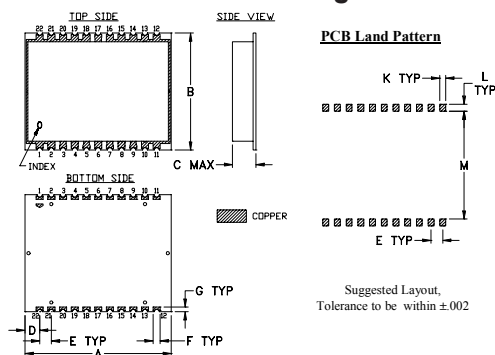 TOP SIDE
22 21 20 19 18 17 16 15 14 13 12
INDEX
1 2 3 4 5 6 7 8 9 10 11
B
SIDE VIEW
C MAX
BOTTOM SIDE
1 2 3 4 5 6 7 8 9 10 11
COPPER
G TYP
22 21 20 19 18 17 16 15 14 13 12
D
E TYP
F TYP
A
PCB Land Pattern
K TYP
L
TYP
M
E TYP
Suggested Layout,
Tolerance to be within ±.002